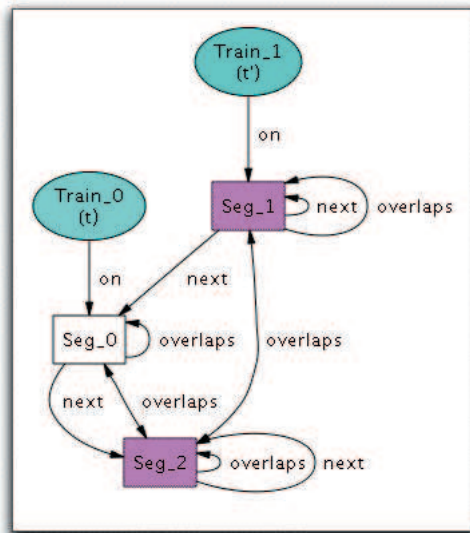 Train_1
(t')
on
Train_0
(t)
Seg_1
next
overlaps
on
next
Seg_0
overlaps
overlaps
next
overlaps
Seg_2
overlaps
next